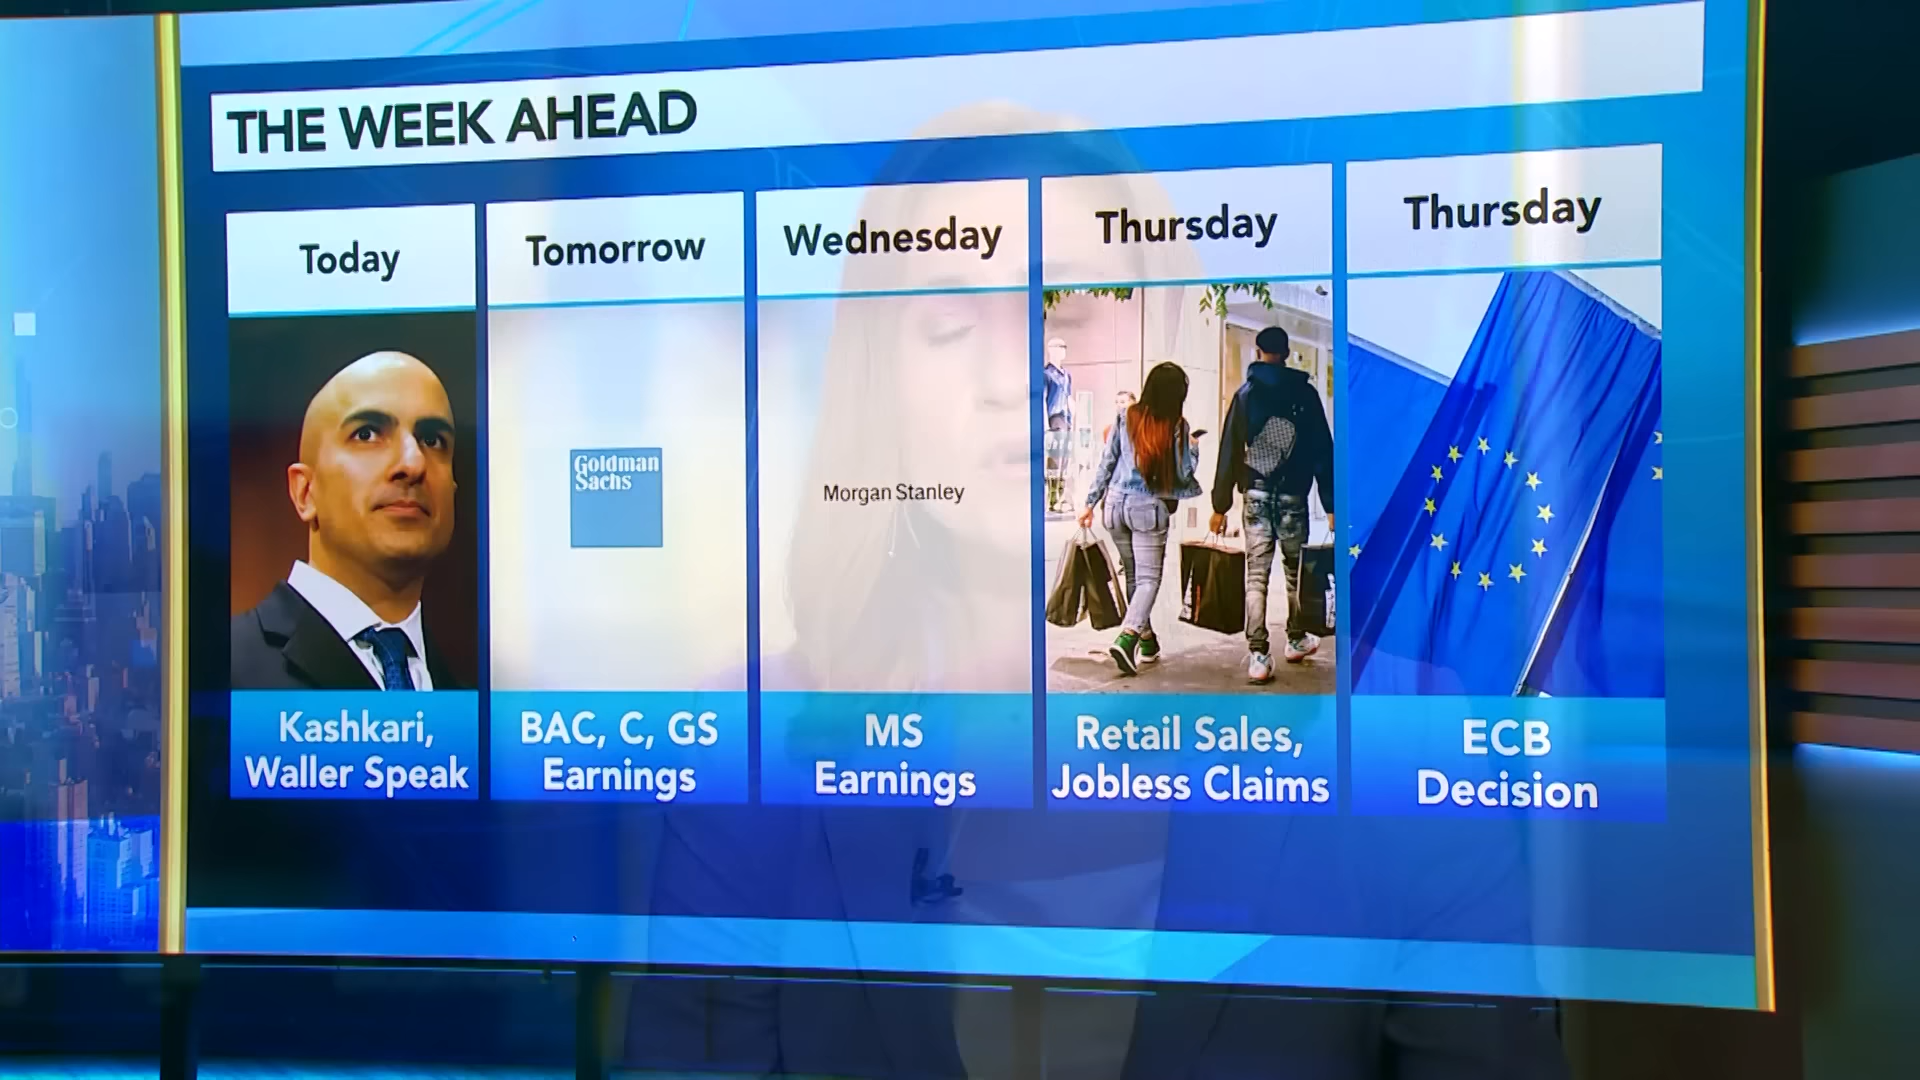 THE WEEK AHEAD
Today
Tomorrow
Wednesday
Thursday
Thursday
Goldman
Sachs
Morgan Stanley
Kashkari,
Waller Speak
BAC, C, GS
Earnings
MS
Earnings
Retail Sales,
Jobless Claims
ECB
Decision